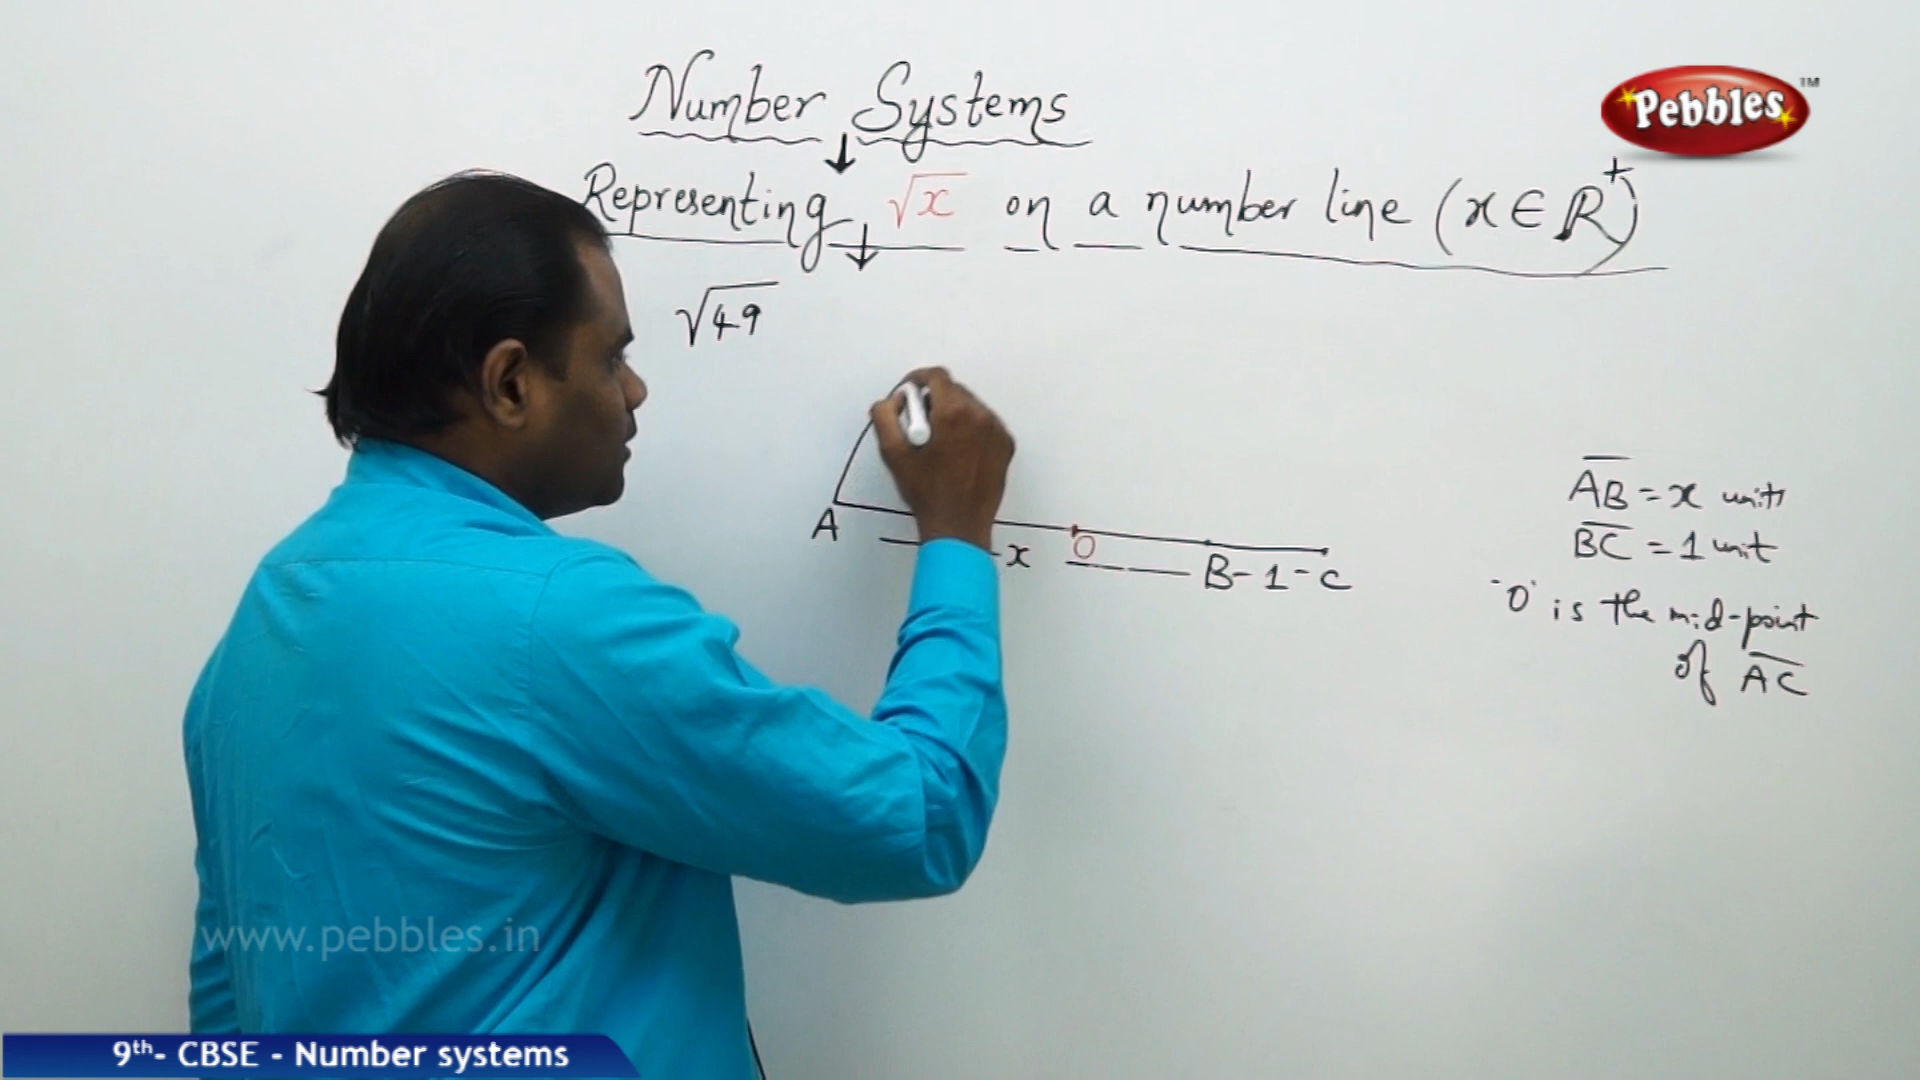 Number Systems
Pebbles™
Representing √x on a number line (x ∈ R⁺)
√49
A x O B-1-C
AB = x units
BC = 1 unit
'O' is the mid-point
of AC
www.pebbles.in
9th- CBSE - Number systems